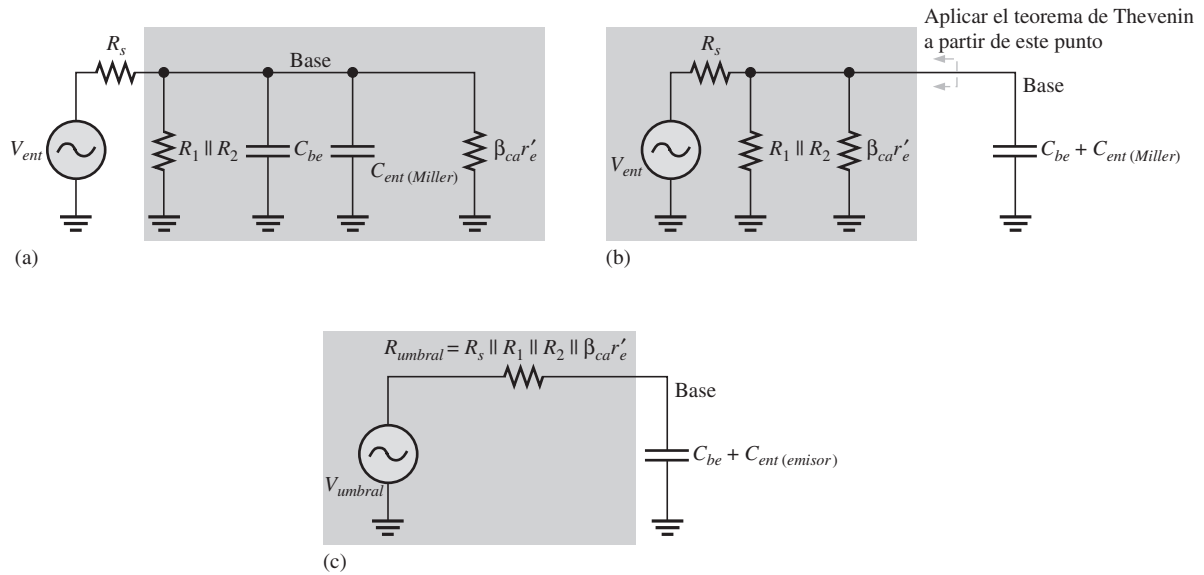 Aplicar el teorema de Thevenin
a partir de este punto
R_s
Base
V_ent
R_1 || R_2
C_be
C_ent (Miller)
β_ca r'_e
(a)
R_s
Base
V_ent
R_1 || R_2
β_ca r'_e
C_be + C_ent (Miller)
(b)
R_umbral = R_s || R_1 || R_2 || β_ca r'_e
Base
C_be + C_ent (emisor)
V_umbral
(c)